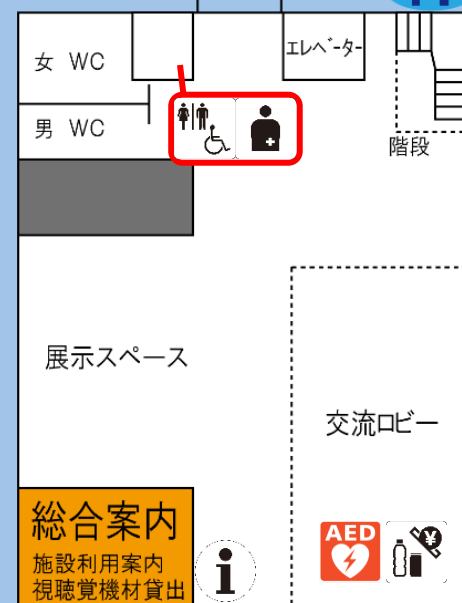 女 WC
エレベーター
男 WC
階段
展示スペース
交流ロビー
総合案内
施設利用案内
視聴覚機材貸出
i
AED
¥